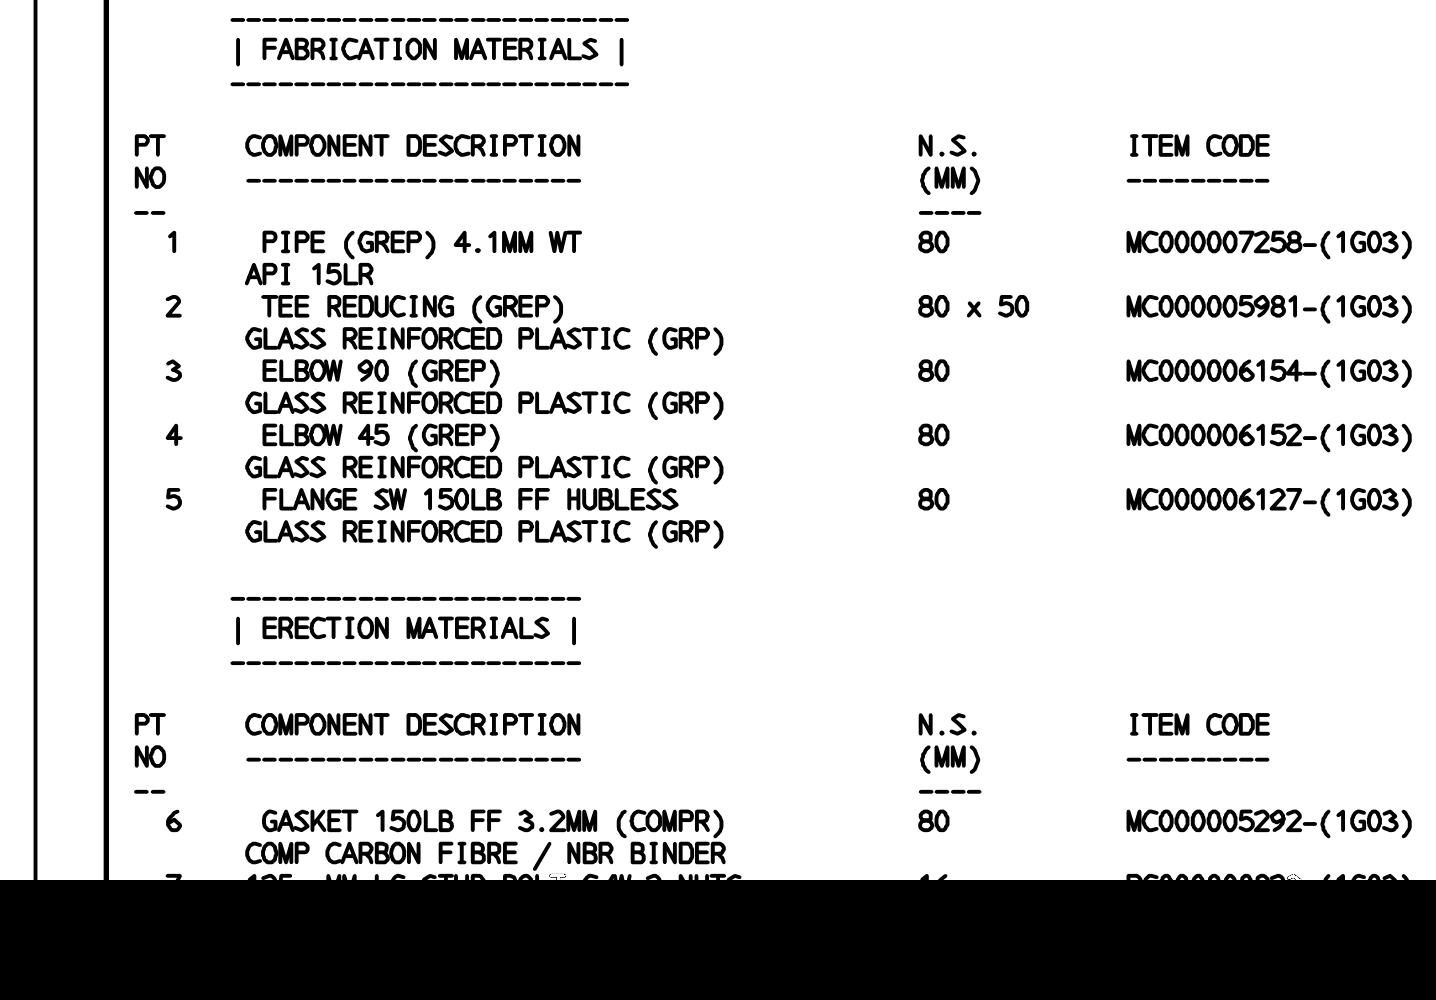 ------------------------
| FABRICATION MATERIALS |
------------------------
PT COMPONENT DESCRIPTION N.S. ITEM CODE
NO --------------------- (MM) ---------
-- ----
1 PIPE (GREP) 4.1MM WT 80 MC000007258-(1G03)
API 15LR
2 TEE REDUCING (GREP) 80 x 50 MC000005981-(1G03)
GLASS REINFORCED PLASTIC (GRP)
3 ELBOW 90 (GREP) 80 MC000006154-(1G03)
GLASS REINFORCED PLASTIC (GRP)
4 ELBOW 45 (GREP) 80 MC000006152-(1G03)
GLASS REINFORCED PLASTIC (GRP)
5 FLANGE SW 150LB FF HUBLESS 80 MC000006127-(1G03)
GLASS REINFORCED PLASTIC (GRP)
----------------------
| ERECTION MATERIALS |
----------------------
PT COMPONENT DESCRIPTION N.S. ITEM CODE
NO --------------------- (MM) ---------
-- ----
6 GASKET 150LB FF 3.2MM (COMPR) 80 MC000005292-(1G03)
COMP CARBON FIBRE / NBR BINDER